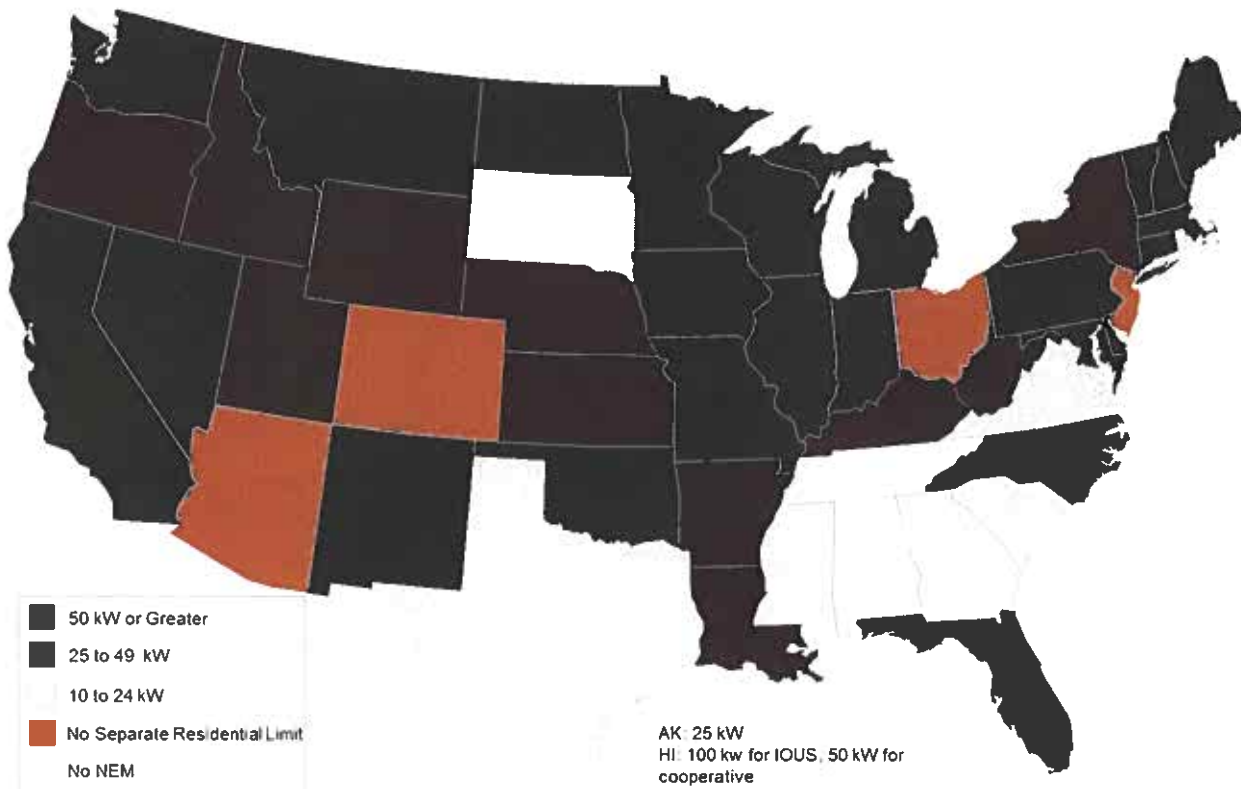 50 kW or Greater
25 to 49 kW
10 to 24 kW
No Separate Residential Limit
No NEM
AK: 25 kW
HI: 100 kw for IOUS, 50 kW for
cooperative